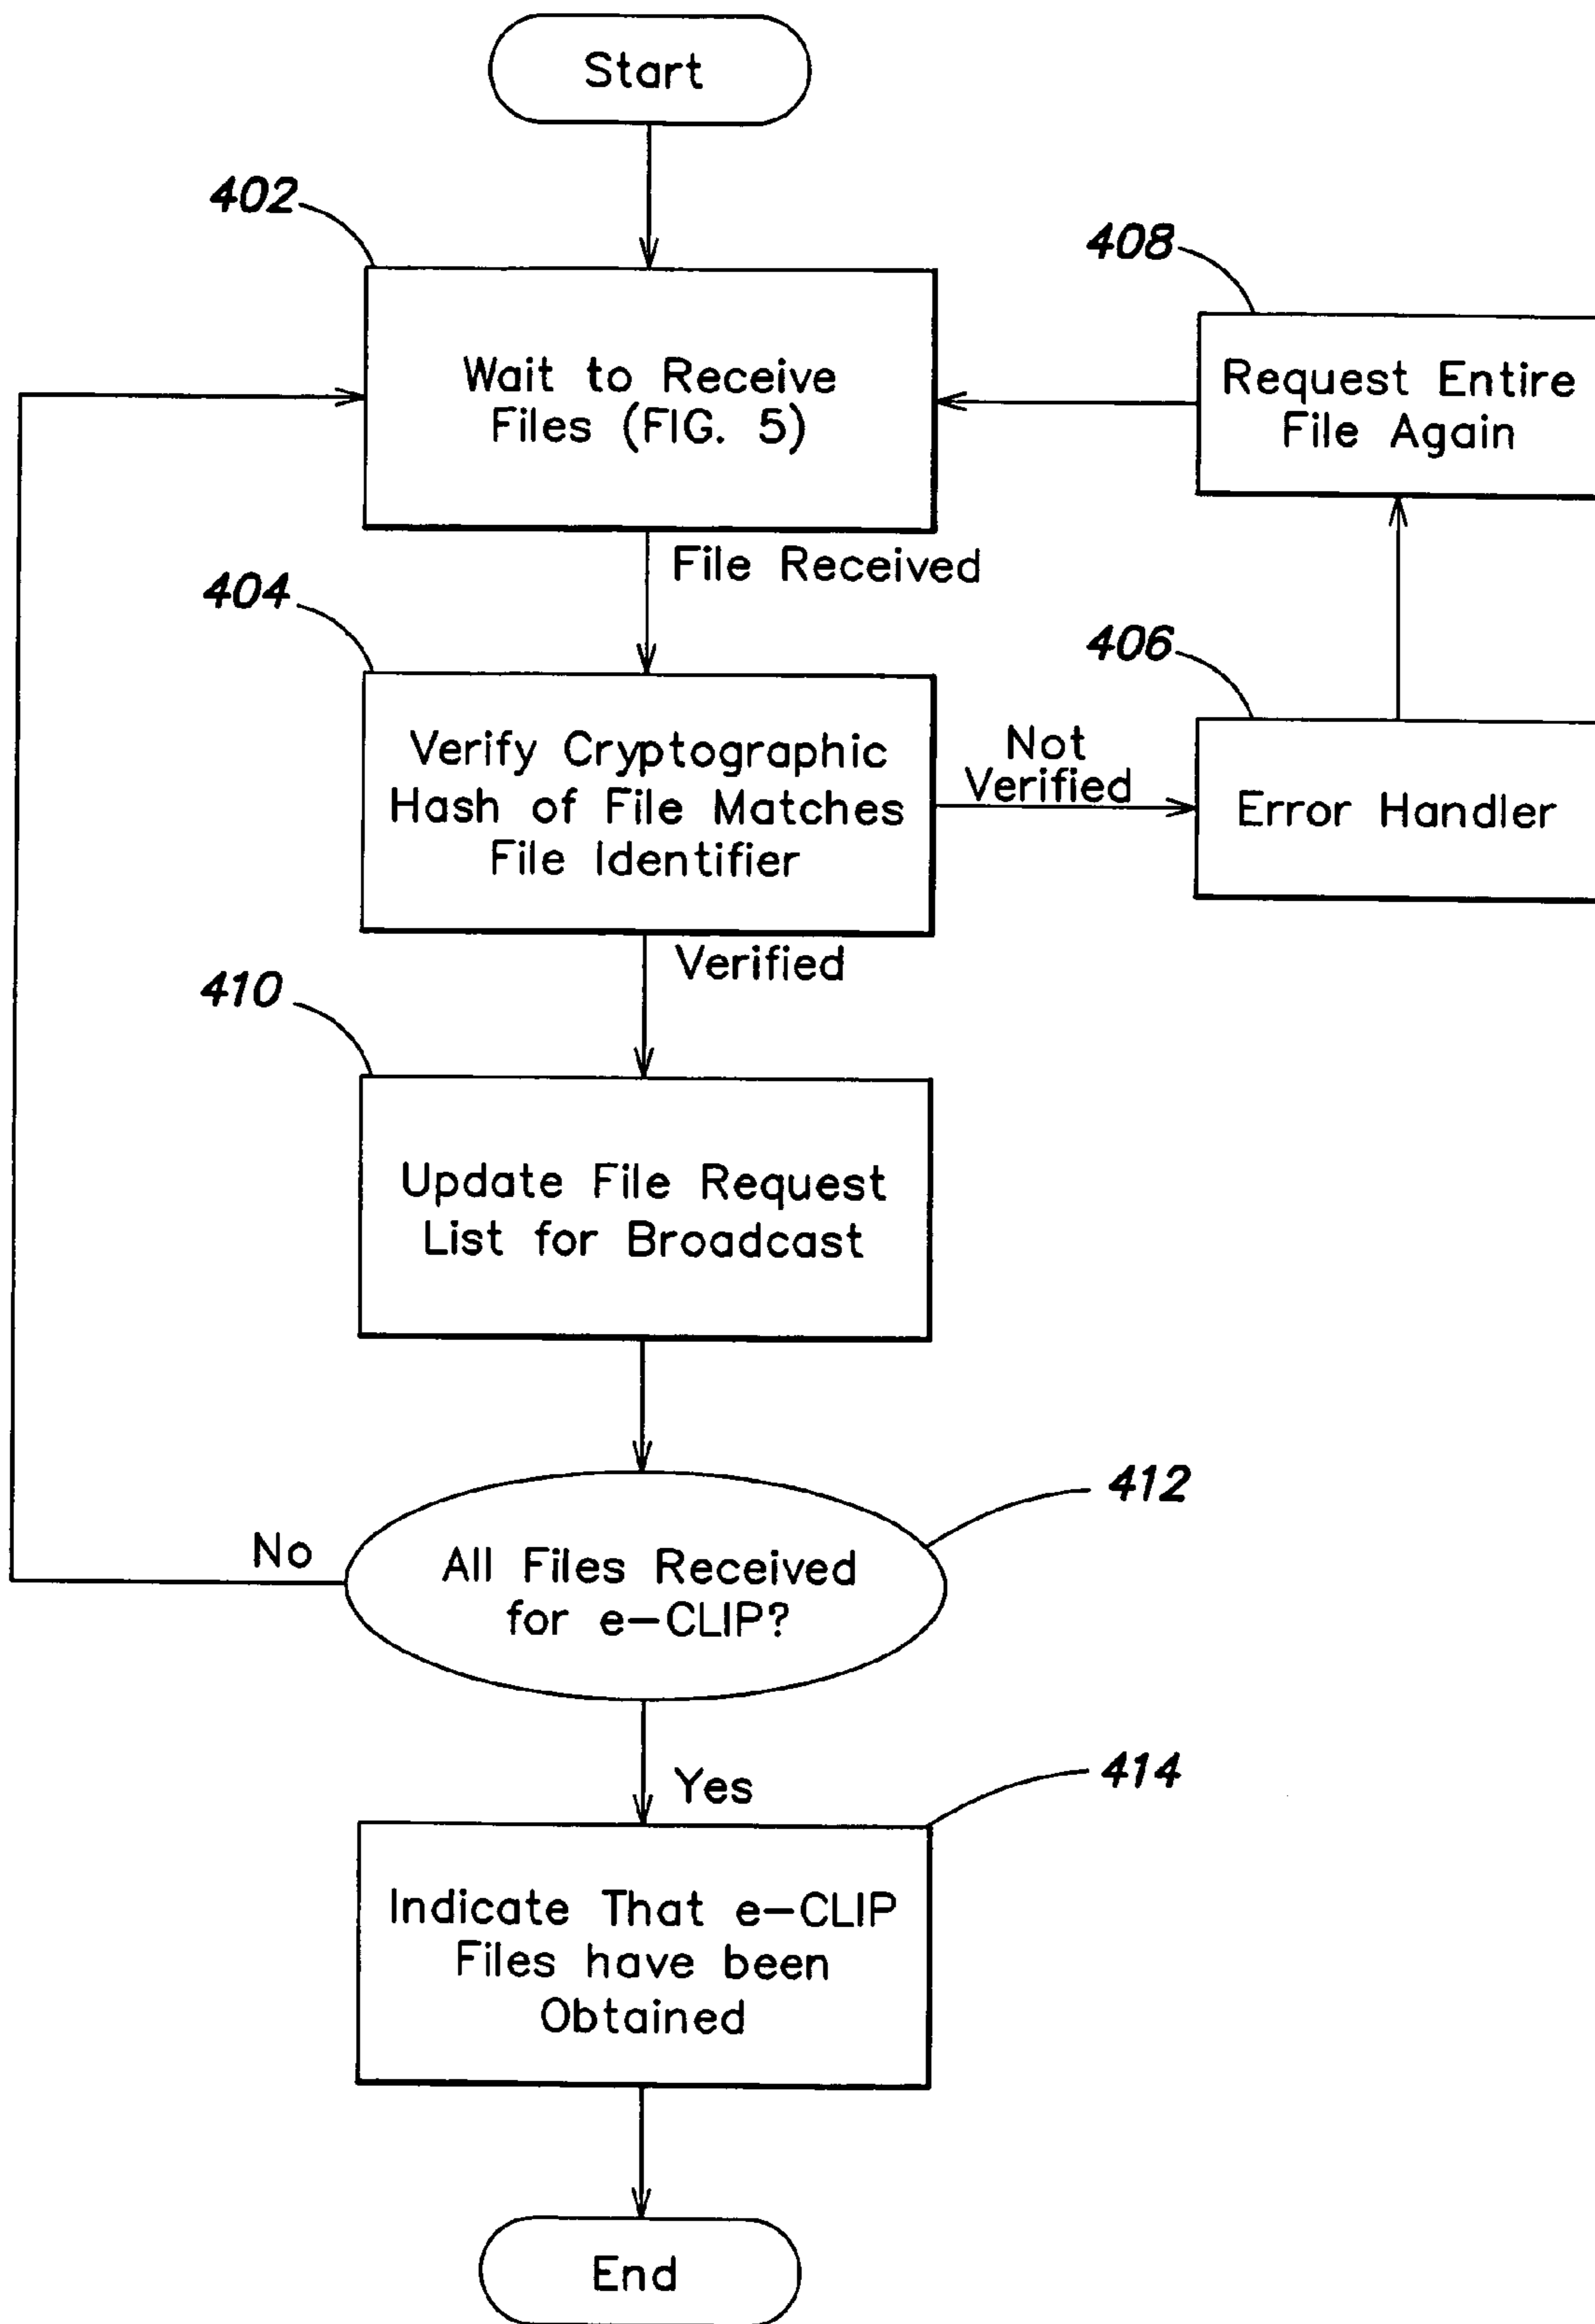 Start
402
Wait to Receive
Files (FIG. 5)
408
Request Entire
File Again
File Received
404
Verify Cryptographic
Hash of File Matches
File Identifier
Not
Verified
406
Error Handler
Verified
410
Update File Request
List for Broadcast
412
All Files Received
for e-CLIP?
No
Yes
414
Indicate That e-CLIP
Files have been
Obtained
End